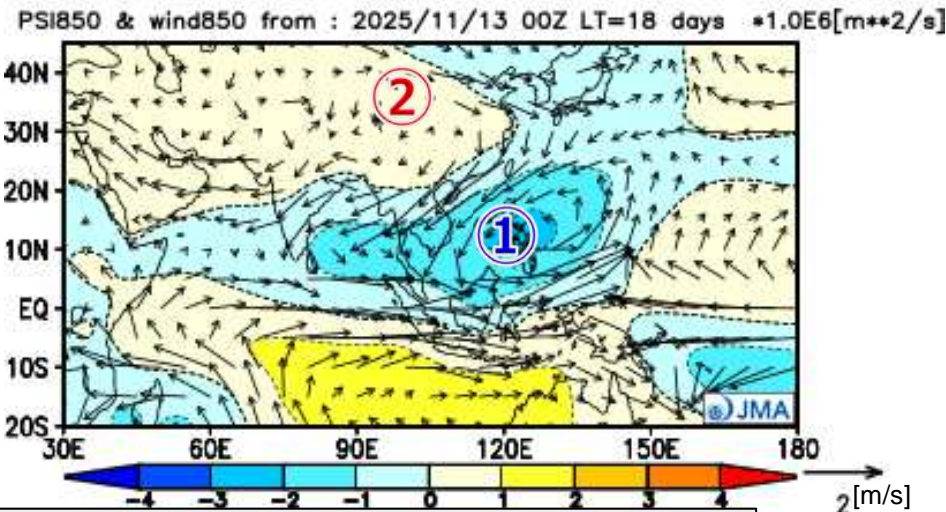 PSI850 & wind850 from : 2025/11/13 00Z LT=18 days *1.0E6[m**2/s]
40N
②
30N
20N
①
10N
EQ
10S
JMA
20S
30E 60E 90E 120E 150E 180
-4 -3 -2 -1 0 1 2 3 4
2 [m/s]